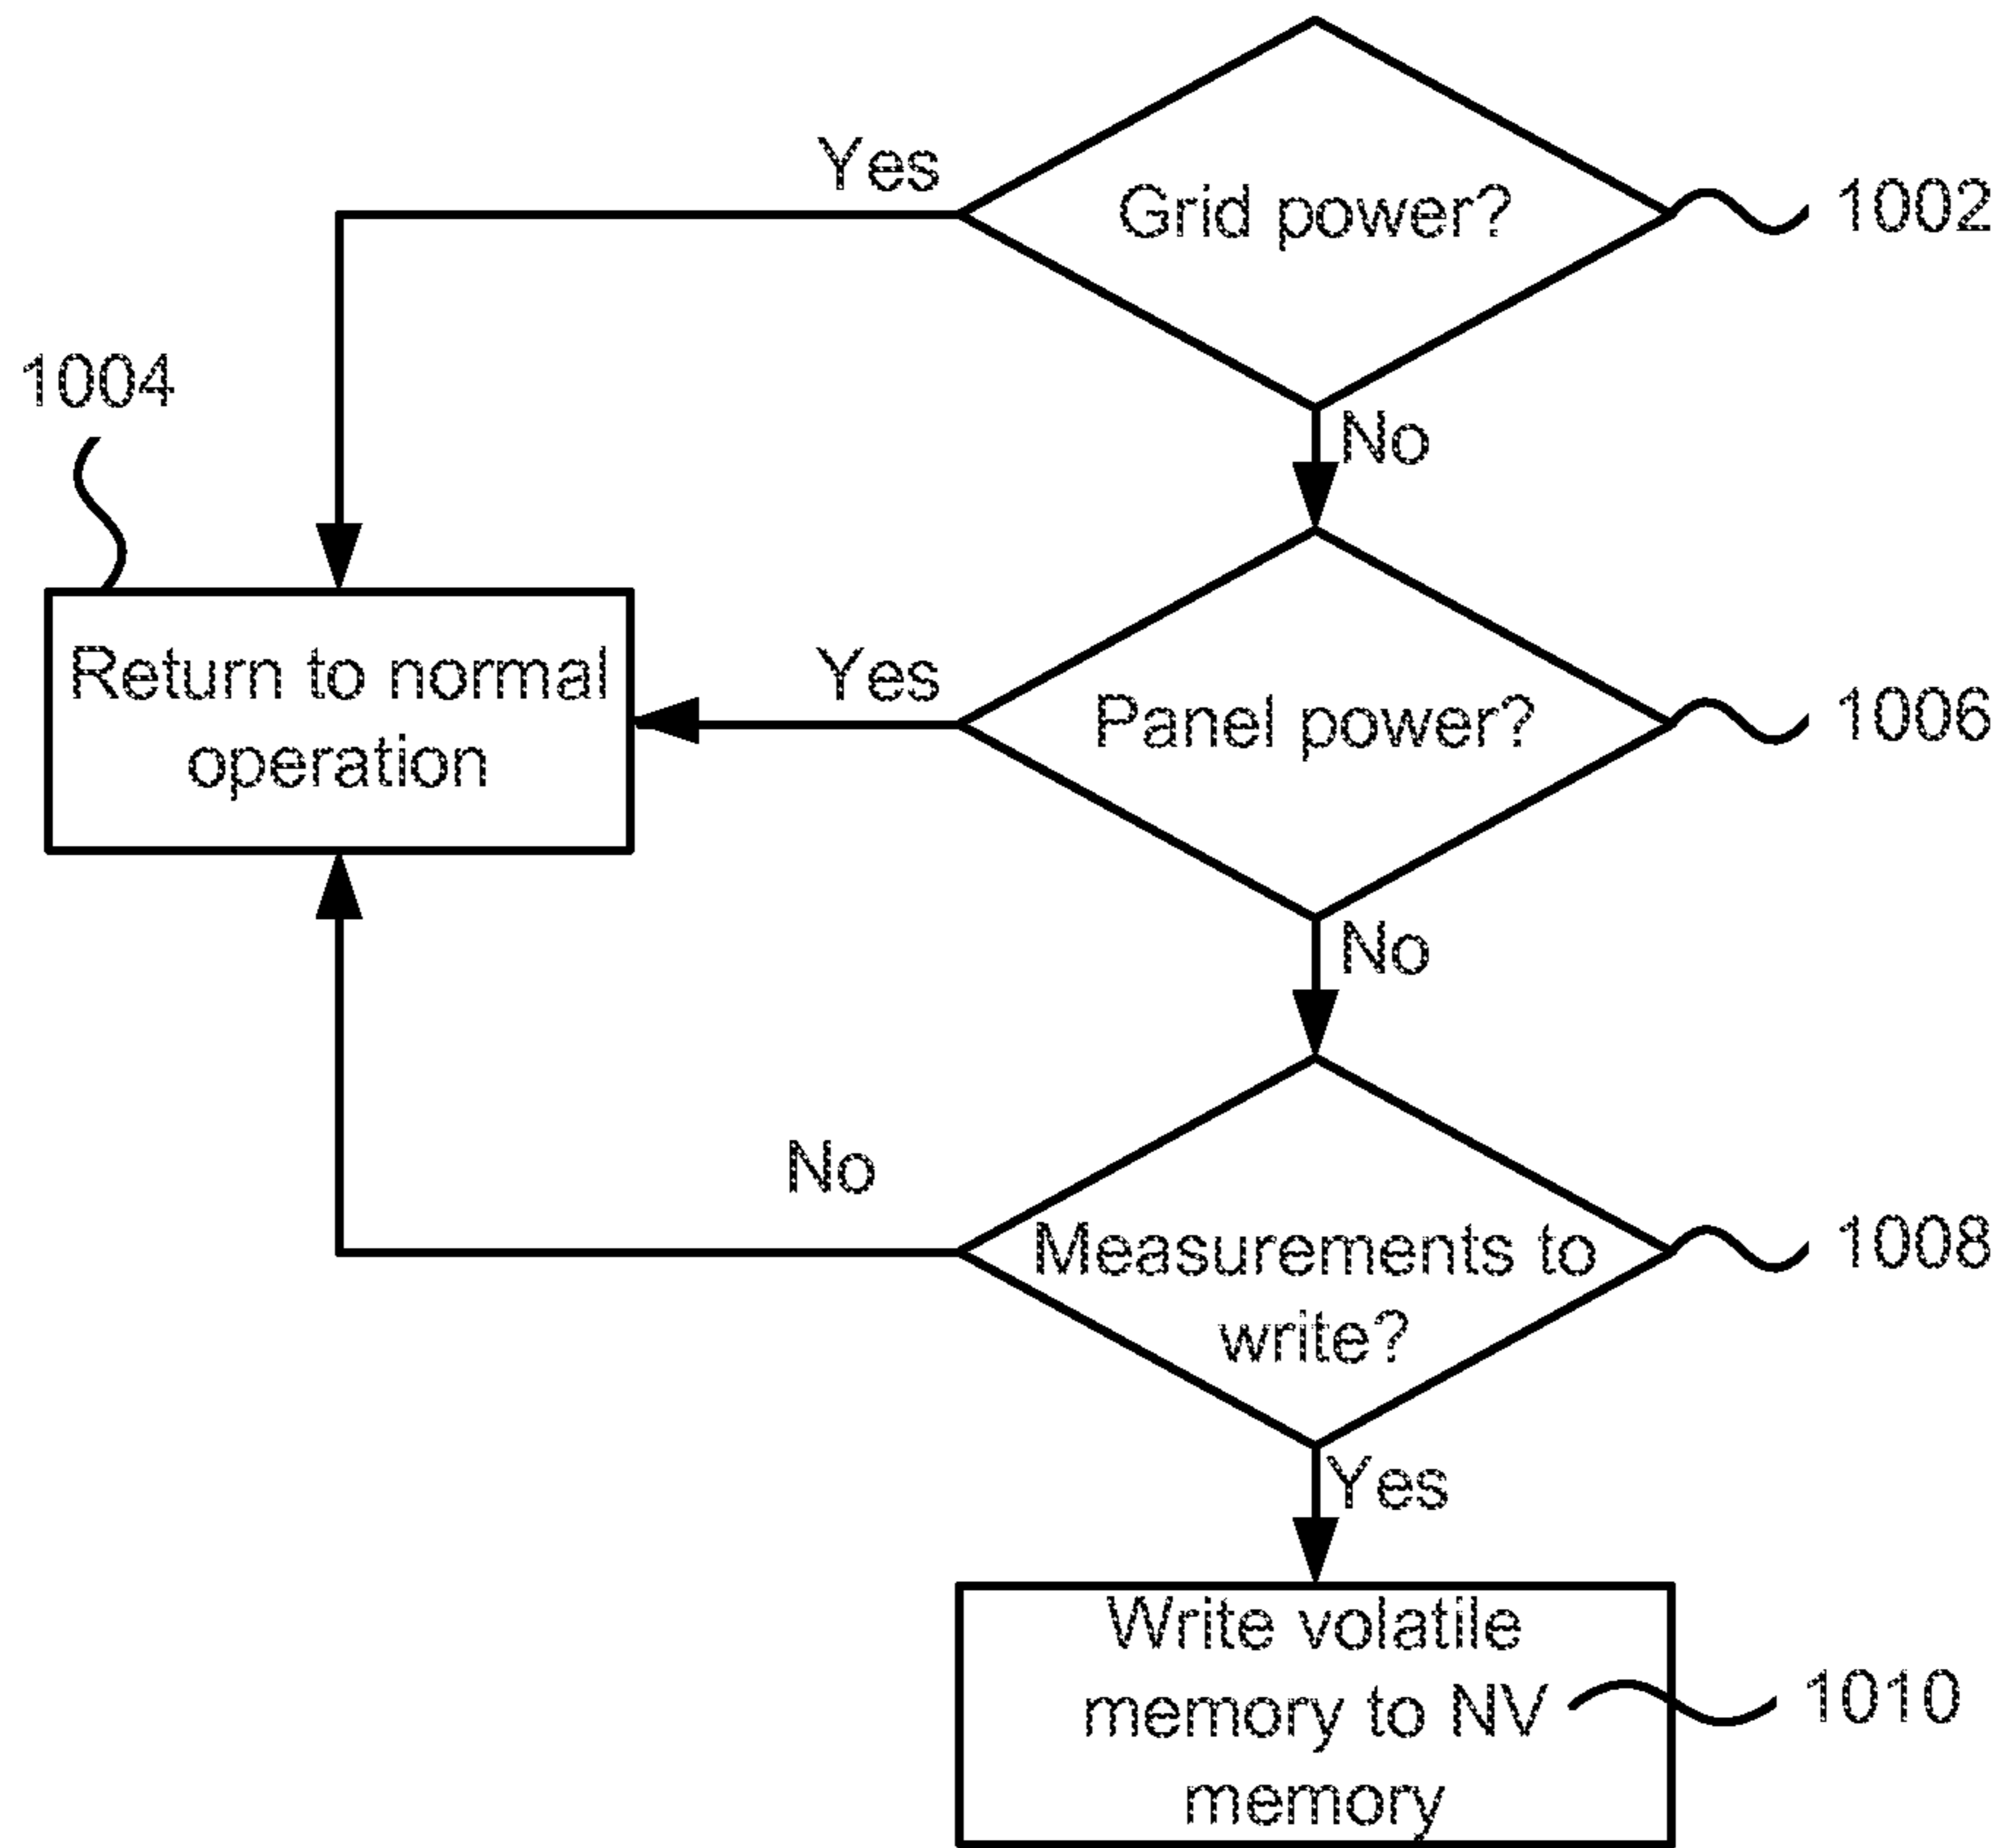 Yes
Grid power?
1002
1004
No
Return to normal
operation
Yes
Panel power?
1006
No
No
Measurements to
write?
1008
Yes
Write volatile
memory to NV
memory
1010